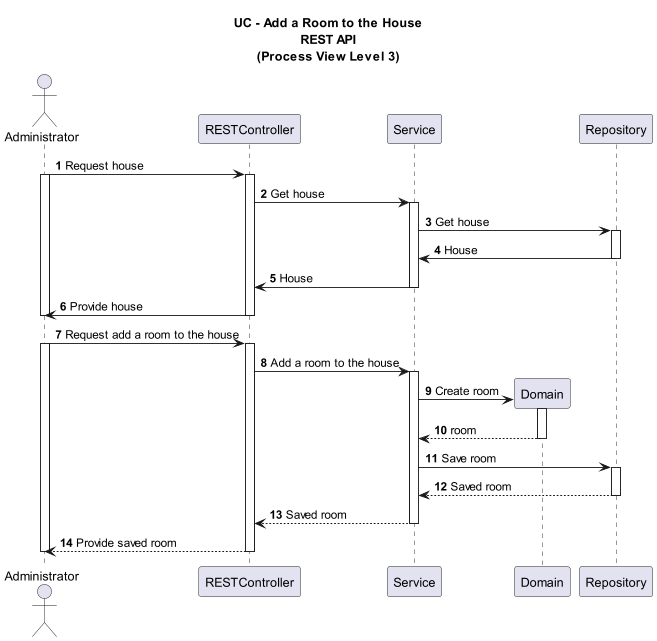 UC - Add a Room to the House
REST API
(Process View Level 3)
Administrator
RESTController
Service
Repository
1 Request house
2 Get house
3 Get house
4 House
5 House
6 Provide house
7 Request add a room to the house
8 Add a room to the house
9 Create room
Domain
10 room
11 Save room
12 Saved room
13 Saved room
14 Provide saved room
Administrator
RESTController
Service
Domain
Repository